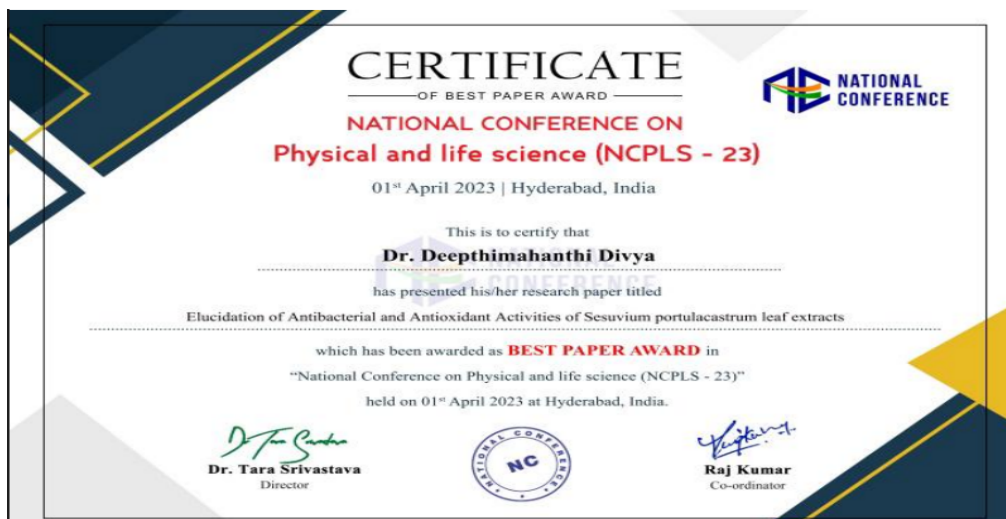 CERTIFICATE
OF BEST PAPER AWARD
NATIONAL
CONFERENCE
NATIONAL CONFERENCE ON
Physical and life science (NCPLS - 23)
01st April 2023 | Hyderabad, India
This is to certify that
NATIONAL
CONFERENCE
Dr. Deepthimahanthi Divya
has presented his/her research paper titled
Elucidation of Antibacterial and Antioxidant Activities of Sesuvium portulacastrum leaf extracts
which has been awarded as BEST PAPER AWARD in
“National Conference on Physical and life science (NCPLS - 23)”
held on 01st April 2023 at Hyderabad, India.
Dr. Tara Srivastava
Director
NATIONAL CONFERENCE
NC
Raj Kumar
Co-ordinator